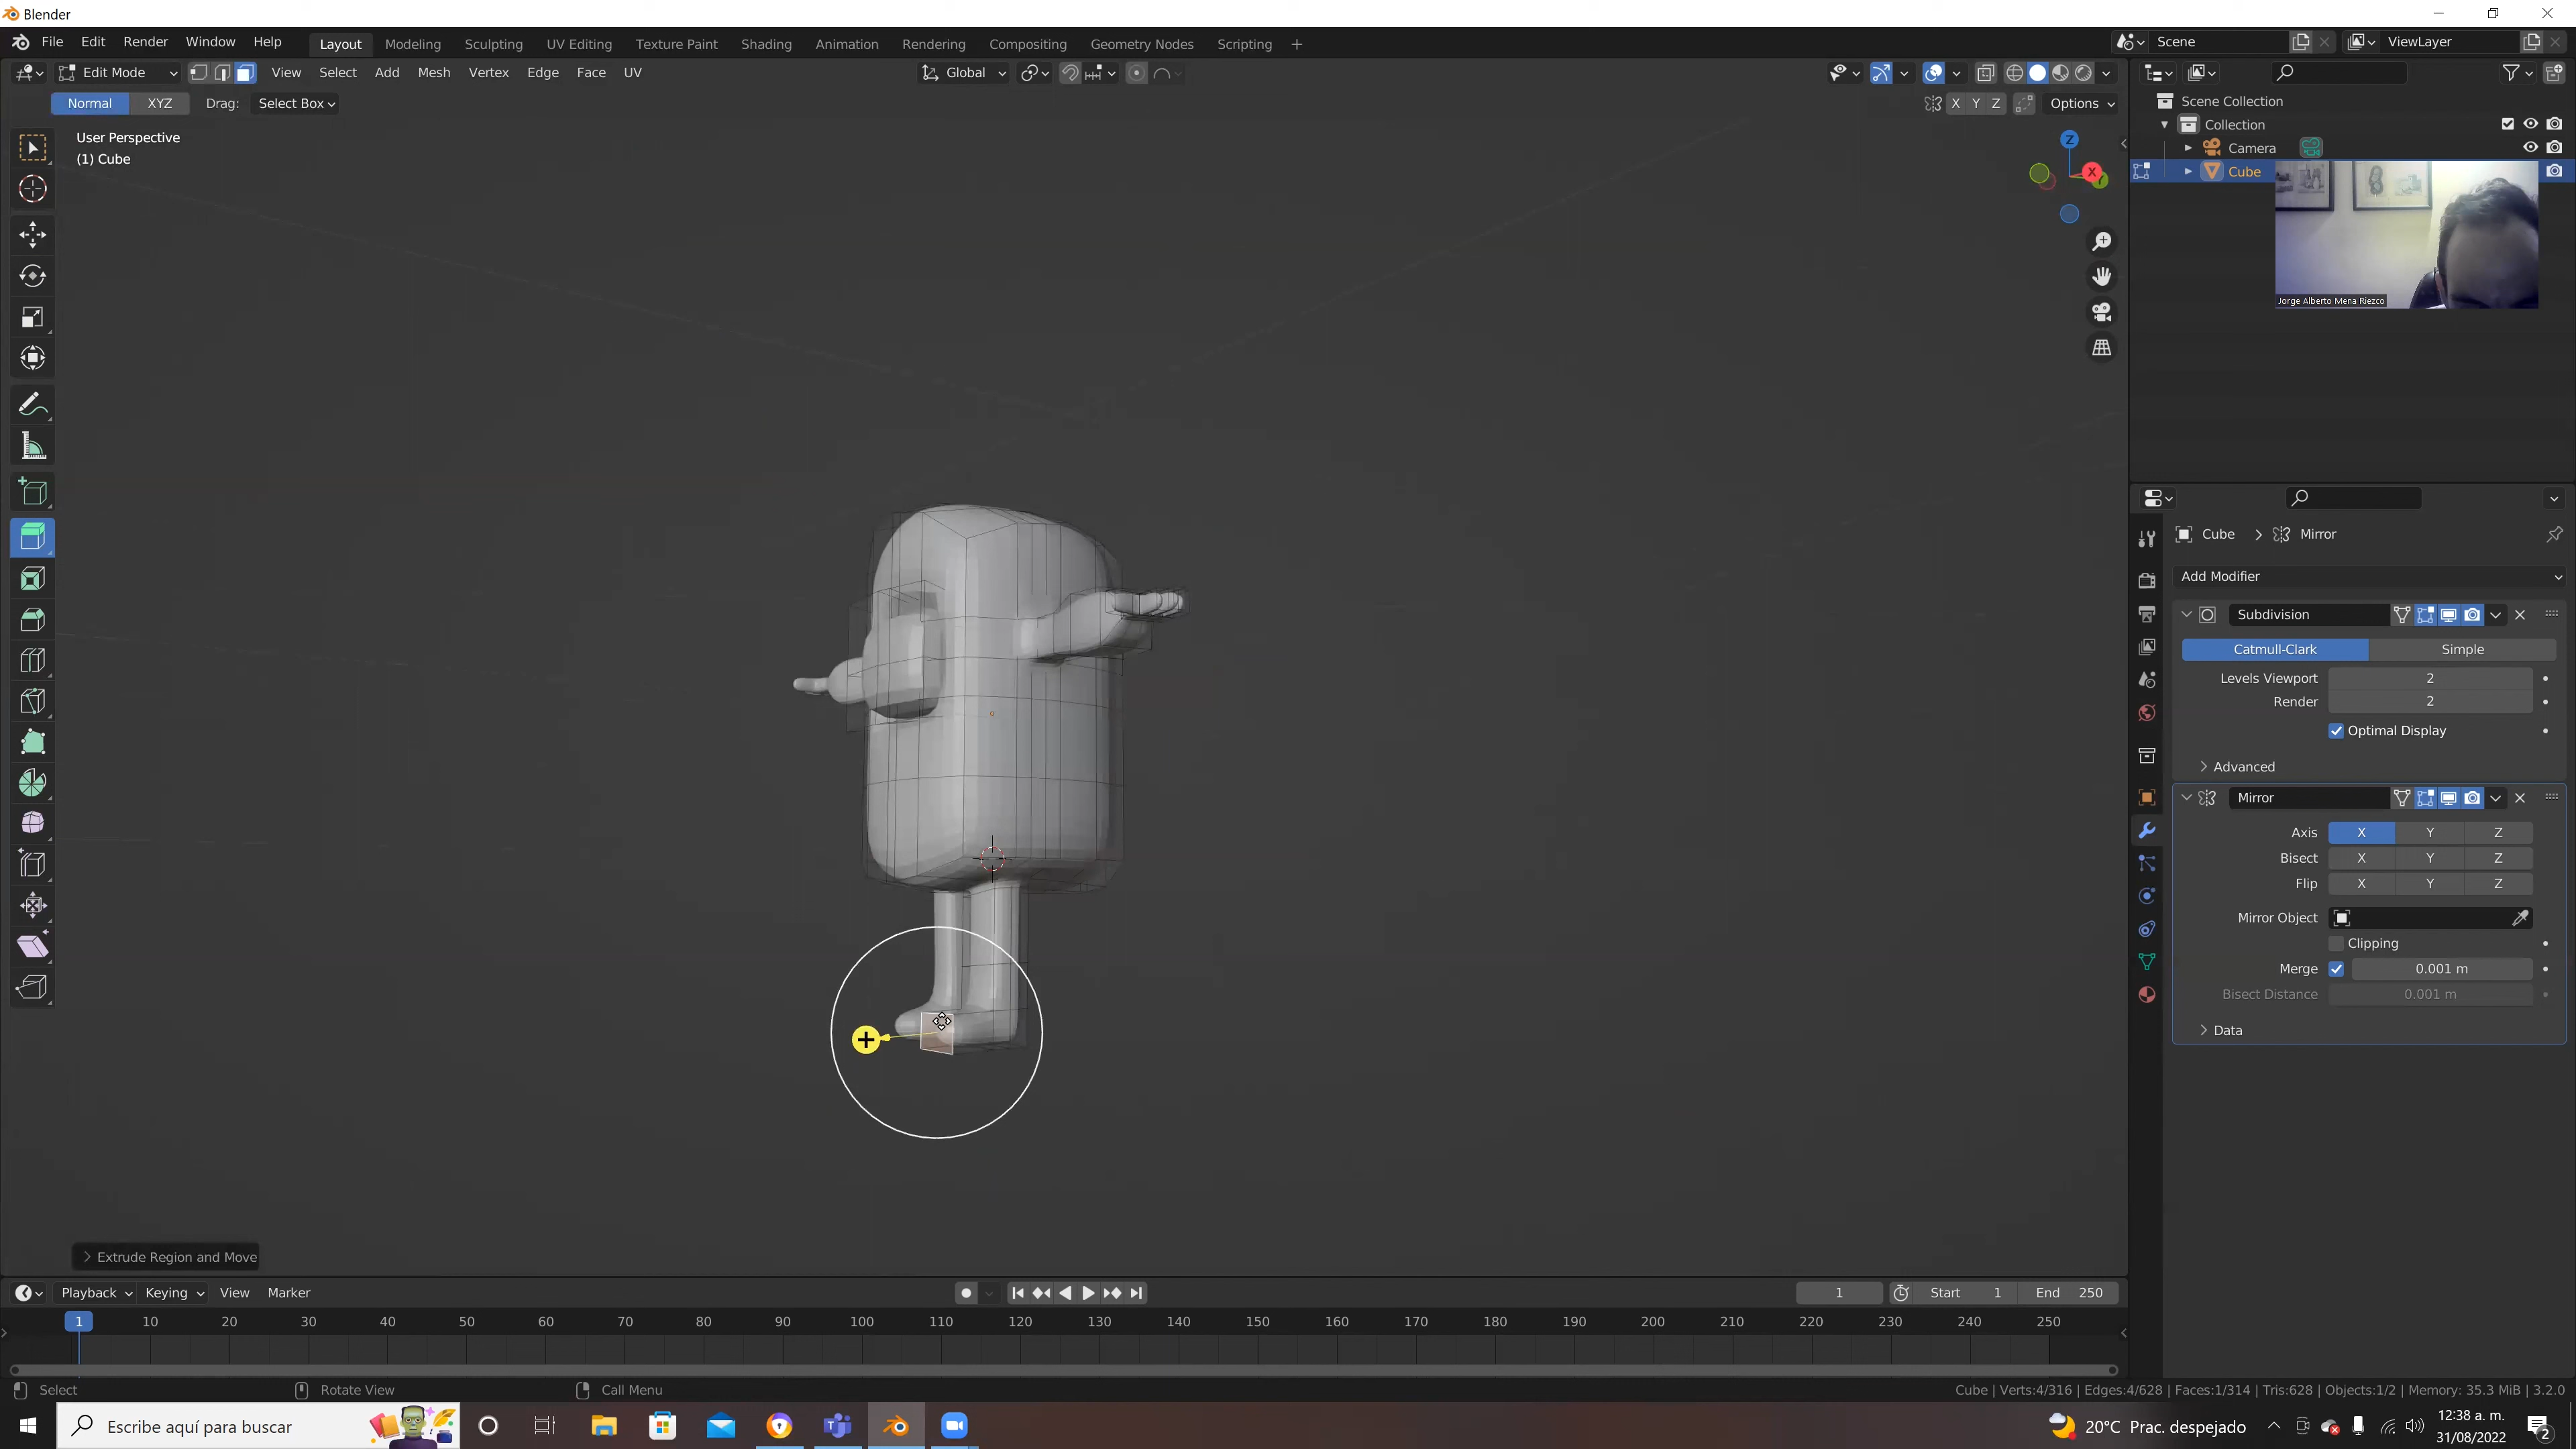 Blender
File Edit Render Window Help Layout Modeling Sculpting UV Editing Texture Paint Shading Animation Rendering Compositing Geometry Nodes Scripting + Scene ViewLayer
Edit Mode View Select Add Mesh Vertex Edge Face UV Global
Normal XYZ Drag: Select Box X Y Z Options
User Perspective
(1) Cube
Z
X
Y
Scene Collection
Collection
Camera
Cube
Jorge Alberto Mena Riezco
Cube > Mirror
Add Modifier
Subdivision
Catmull-Clark Simple
Levels Viewport 2
Render 2
Optimal Display
Advanced
Mirror
Axis X Y Z
Bisect X Y Z
Flip X Y Z
Mirror Object
Clipping
Merge 0.001 m
Bisect Distance 0.001 m
Data
Extrude Region and Move
Playback Keying View Marker 1 Start 1 End 250
1 10 20 30 40 50 60 70 80 90 100 110 120 130 140 150 160 170 180 190 200 210 220 230 240 250
Select Rotate View Call Menu Cube | Verts:4/316 | Edges:4/628 | Faces:1/314 | Tris:628 | Objects:1/2 | Memory: 35.3 MiB | 3.2.0
Escribe aquí para buscar 20°C Prac. despejado 12:38 a. m.
31/08/2022 2